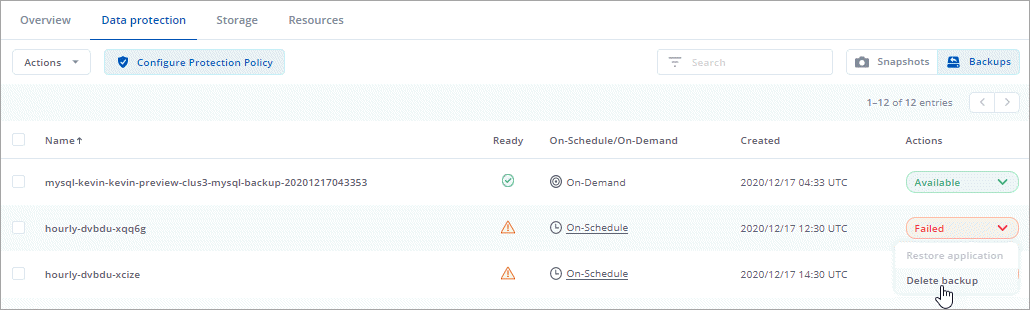 Overview Data protection Storage Resources
Actions Configure Protection Policy Search Snapshots Backups
1–12 of 12 entries
Name↑ Ready On-Schedule/On-Demand Created Actions
mysql-kevin-kevin-preview-clus3-mysql-backup-20201217043353 On-Demand 2020/12/17 04:33 UTC Available
hourly-dvbdu-xqq6g On-Schedule 2020/12/17 12:30 UTC Failed
Restore application
hourly-dvbdu-xcize On-Schedule 2020/12/17 14:30 UTC
Delete backup